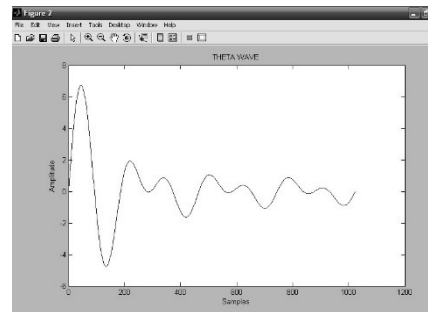 Figure 2
File Edit View Insert Tools Desktop Window Help
THETA WAVE
8
6
4
2
0
-2
-4
-6
Amplitude
0 200 400 600 800 1000 1200
Samples